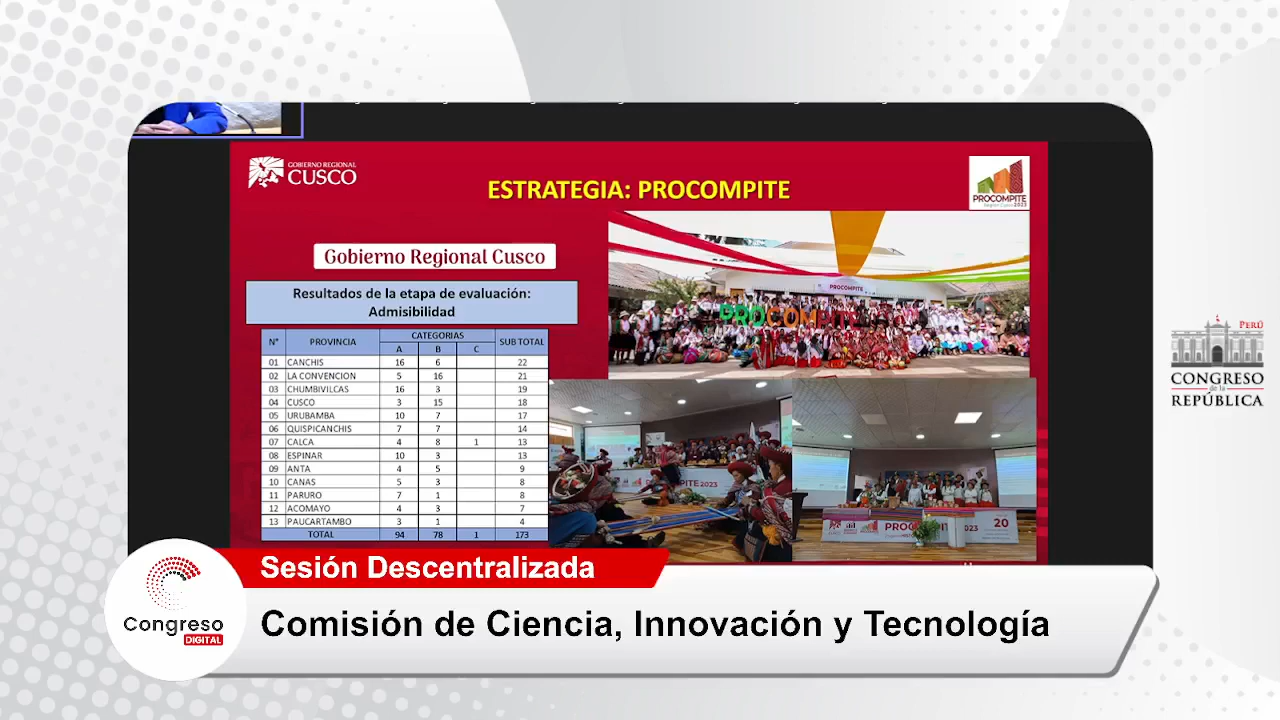 GOBIERNO REGIONAL
CUSCO
ESTRATEGIA: PROCOMPITE
PROCOMPITE
Región Cusco 2023
Gobierno Regional Cusco
Resultados de la etapa de evaluación:
Admisibilidad
N° PROVINCIA CATEGORIAS SUB TOTAL
A B C
01 CANCHIS 16 6 22
02 LA CONVENCION 5 16 21
03 CHUMBIVILCAS 16 3 19
04 CUSCO 3 15 18
05 URUBAMBA 10 7 17
06 QUISPICANCHIS 7 7 14
07 CALCA 4 8 1 13
08 ESPINAR 10 3 13
09 ANTA 4 5 9
10 CANAS 5 3 8
11 PARURO 7 1 8
12 ACOMAYO 4 3 7
13 PAUCARTAMBO 3 1 4
TOTAL 94 78 1 173
PROCOMPITE
PROCOMPITE
PITE2023
2023
20
PERÚ
CONGRESO
de la
REPÚBLICA
Sesión Descentralizada
Congreso
DIGITAL
Comisión de Ciencia, Innovación y Tecnología